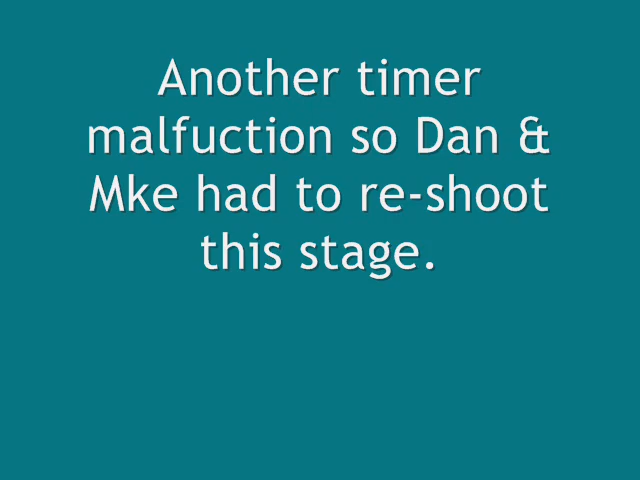 Another timer
malfuction so Dan &
Mke had to re-shoot
this stage.